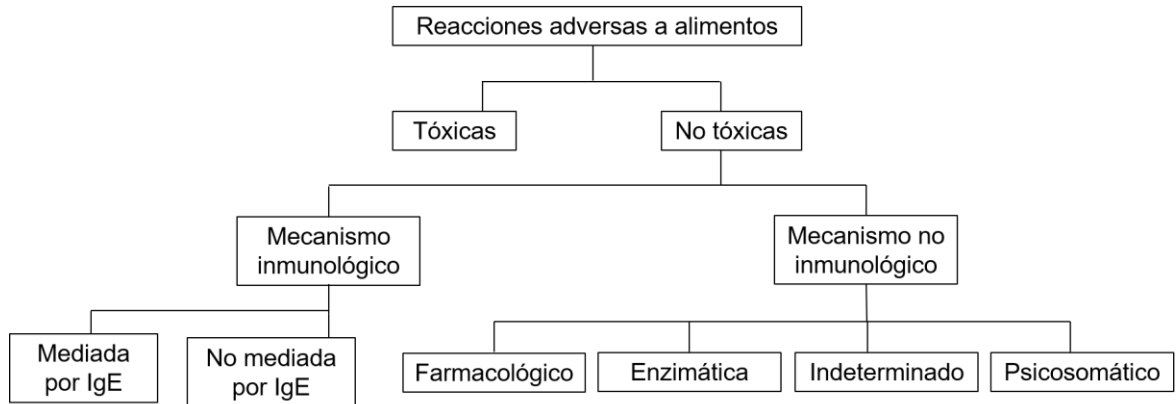 Reacciones adversas a alimentos
Tóxicas
No tóxicas
Mecanismo
inmunológico
Mecanismo no
inmunológico
Mediada
por IgE
No mediada
por IgE
Farmacológico
Enzimática
Indeterminado
Psicosomático